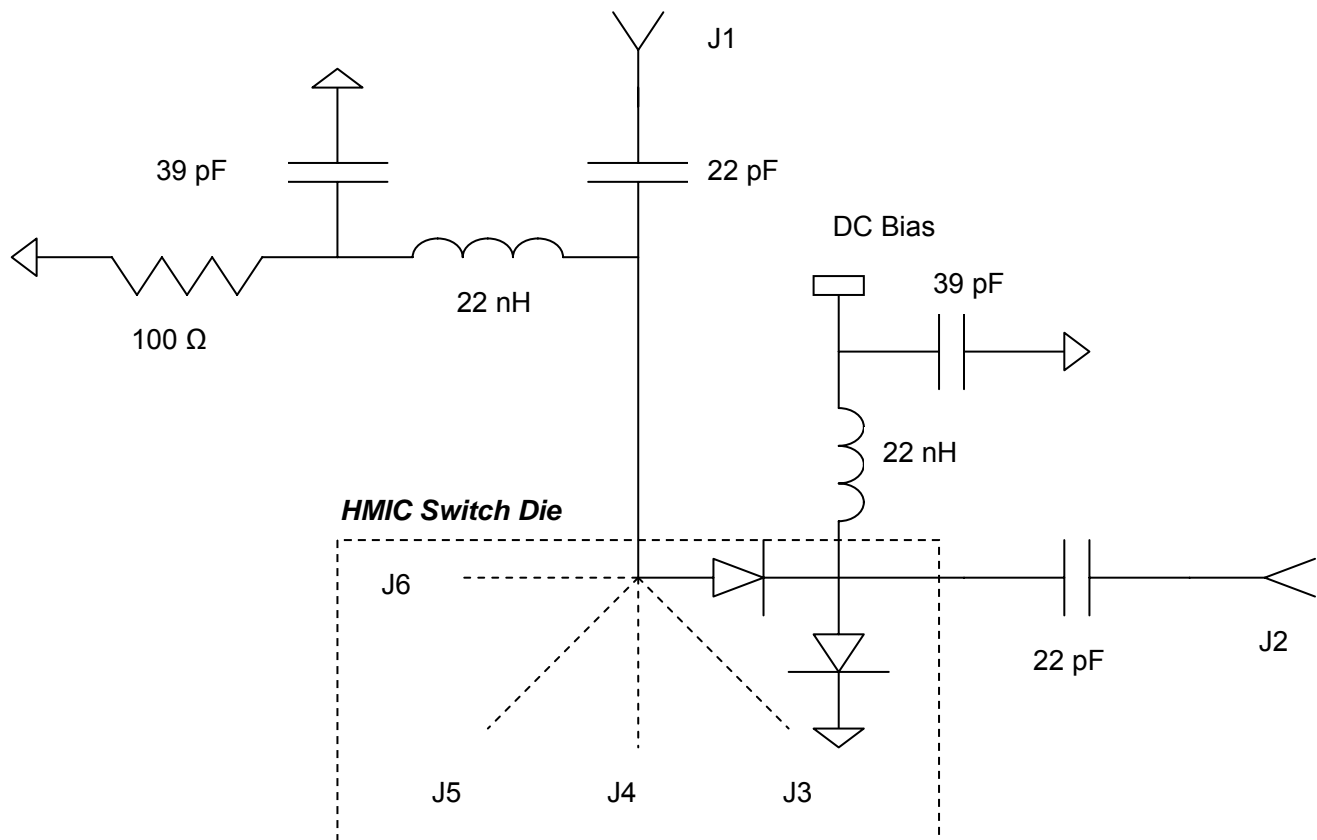 J1
39 pF
22 pF
DC Bias
39 pF
22 nH
100 Ω
22 nH
HMIC Switch Die
J6
J2
22 pF
J5
J4
J3